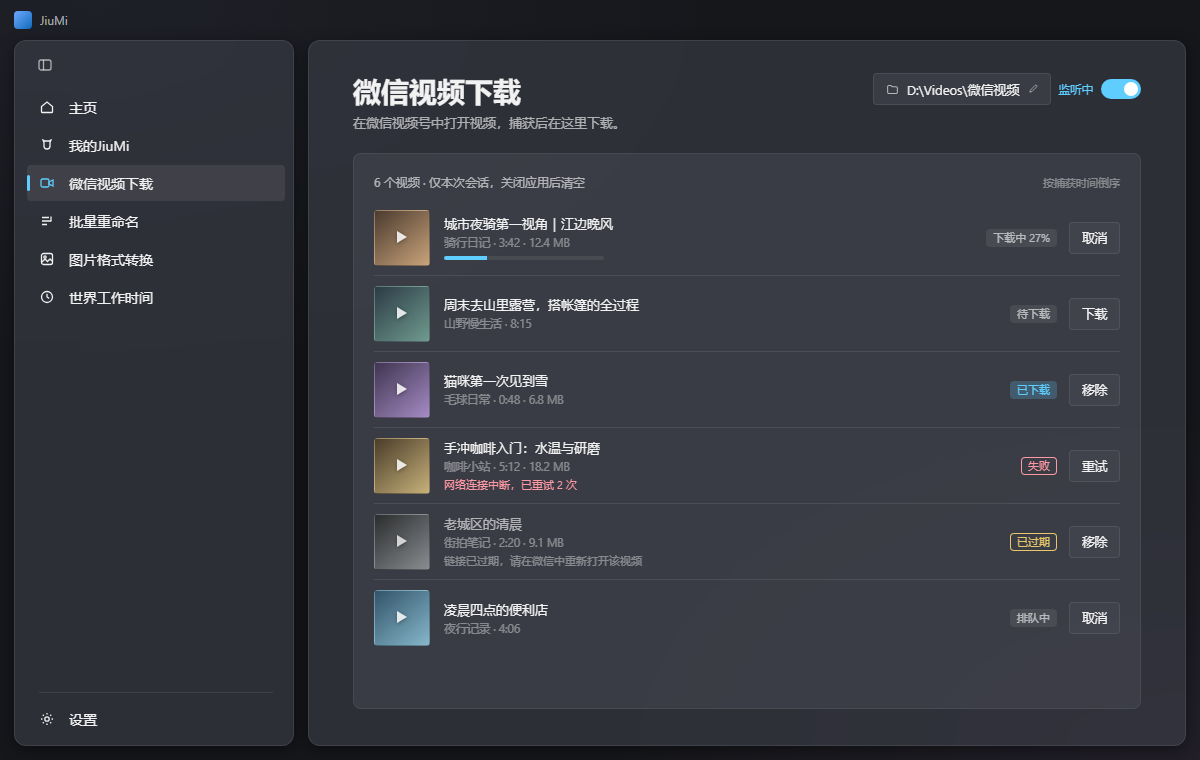 JiuMi
主页
我的JiuMi
微信视频下载
批量重命名
图片格式转换
世界工作时间
设置
微信视频下载
在微信视频号中打开视频，捕获后在这里下载。
D:\Videos\微信视频
监听中
6 个视频 · 仅本次会话，关闭应用后清空
按捕获时间倒序
城市夜骑第一视角 | 江边晚风
骑行日记 · 3:42 · 12.4 MB
下载中 27%
取消
周末去山里露营，搭帐篷的全过程
山野慢生活 · 8:15
待下载
下载
猫咪第一次见到雪
毛球日常 · 0:48 · 6.8 MB
已下载
移除
手冲咖啡入门：水温与研磨
咖啡小站 · 5:12 · 18.2 MB
网络连接中断，已重试 2 次
失败
重试
老城区的清晨
街拍笔记 · 2:20 · 9.1 MB
链接已过期，请在微信中重新打开该视频
已过期
移除
凌晨四点的便利店
夜行记录 · 4:06
排队中
取消